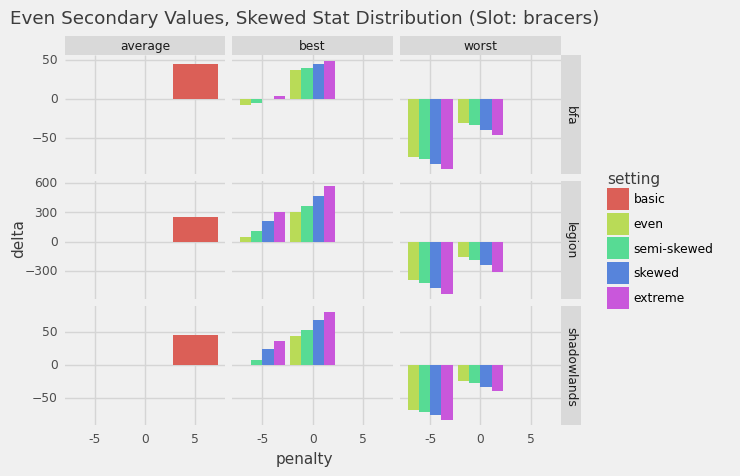 Even Secondary Values, Skewed Stat Distribution (Slot: bracers)
average best worst
50
0
−50
bfa
600
300
0
−300
legion
50
0
−50
shadowlands
delta
-5 0 5 -5 0 5 -5 0 5
penalty
setting
basic
even
semi-skewed
skewed
extreme